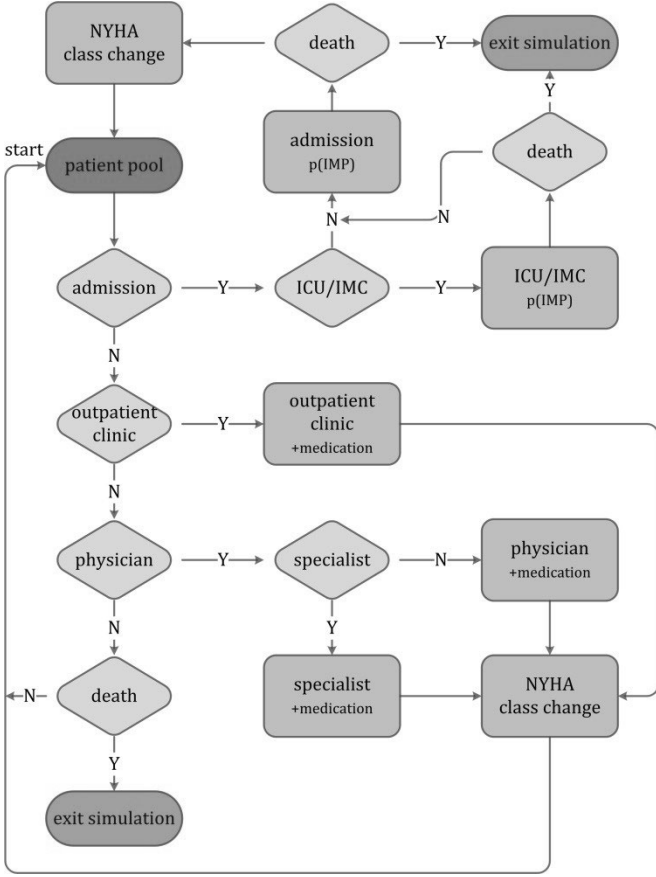 NYHA
class change
death
Y
exit simulation
Y
admission
p(IMP)
death
start
patient pool
N
N
admission
Y
ICU/IMC
Y
ICU/IMC
p(IMP)
N
outpatient
clinic
Y
outpatient
clinic
+medication
N
physician
Y
specialist
N
physician
+medication
N
Y
N
death
specialist
+medication
NYHA
class change
Y
exit simulation